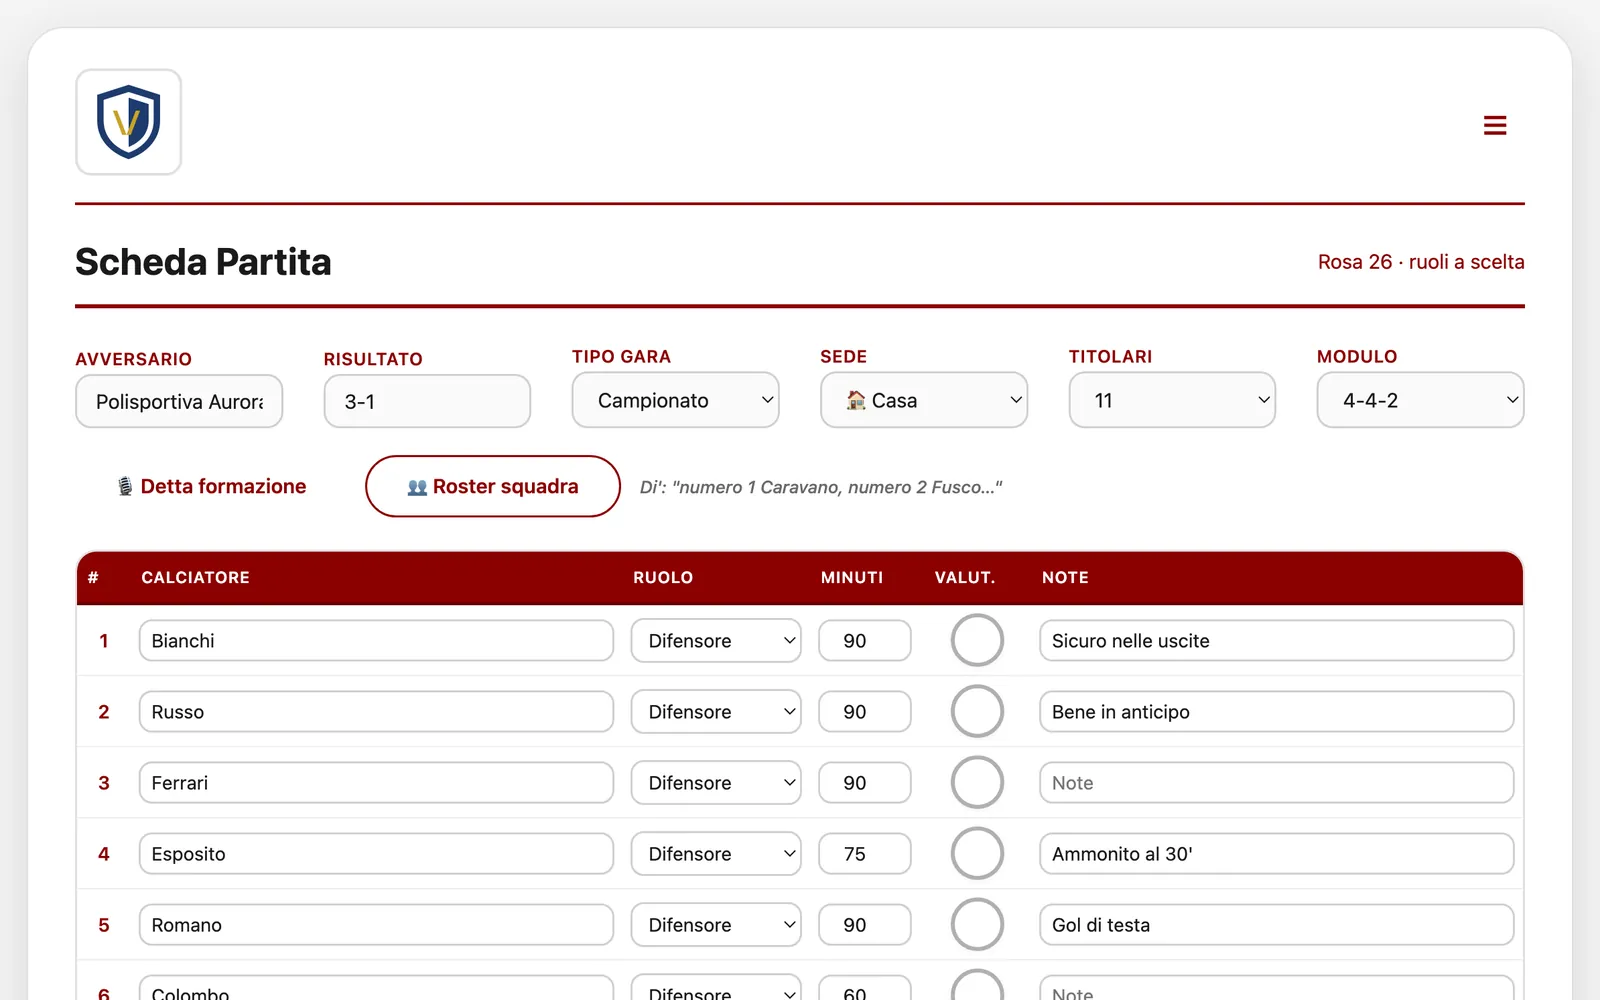 V
Scheda Partita
Rosa 26 · ruoli a scelta
AVVERSARIO RISULTATO TIPO GARA SEDE TITOLARI MODULO
Polisportiva Aurora 3-1 Campionato 🏠 Casa 11 4-4-2
🎙️ Detta formazione 👥 Roster squadra Di': "numero 1 Caravano, numero 2 Fusco..."
# CALCIATORE RUOLO MINUTI VALUT. NOTE
1 Bianchi Difensore 90 Sicuro nelle uscite
2 Russo Difensore 90 Bene in anticipo
3 Ferrari Difensore 90 Note
4 Esposito Difensore 75 Ammonito al 30'
5 Romano Difensore 90 Gol di testa
6 Colombo Difensore 60 Note